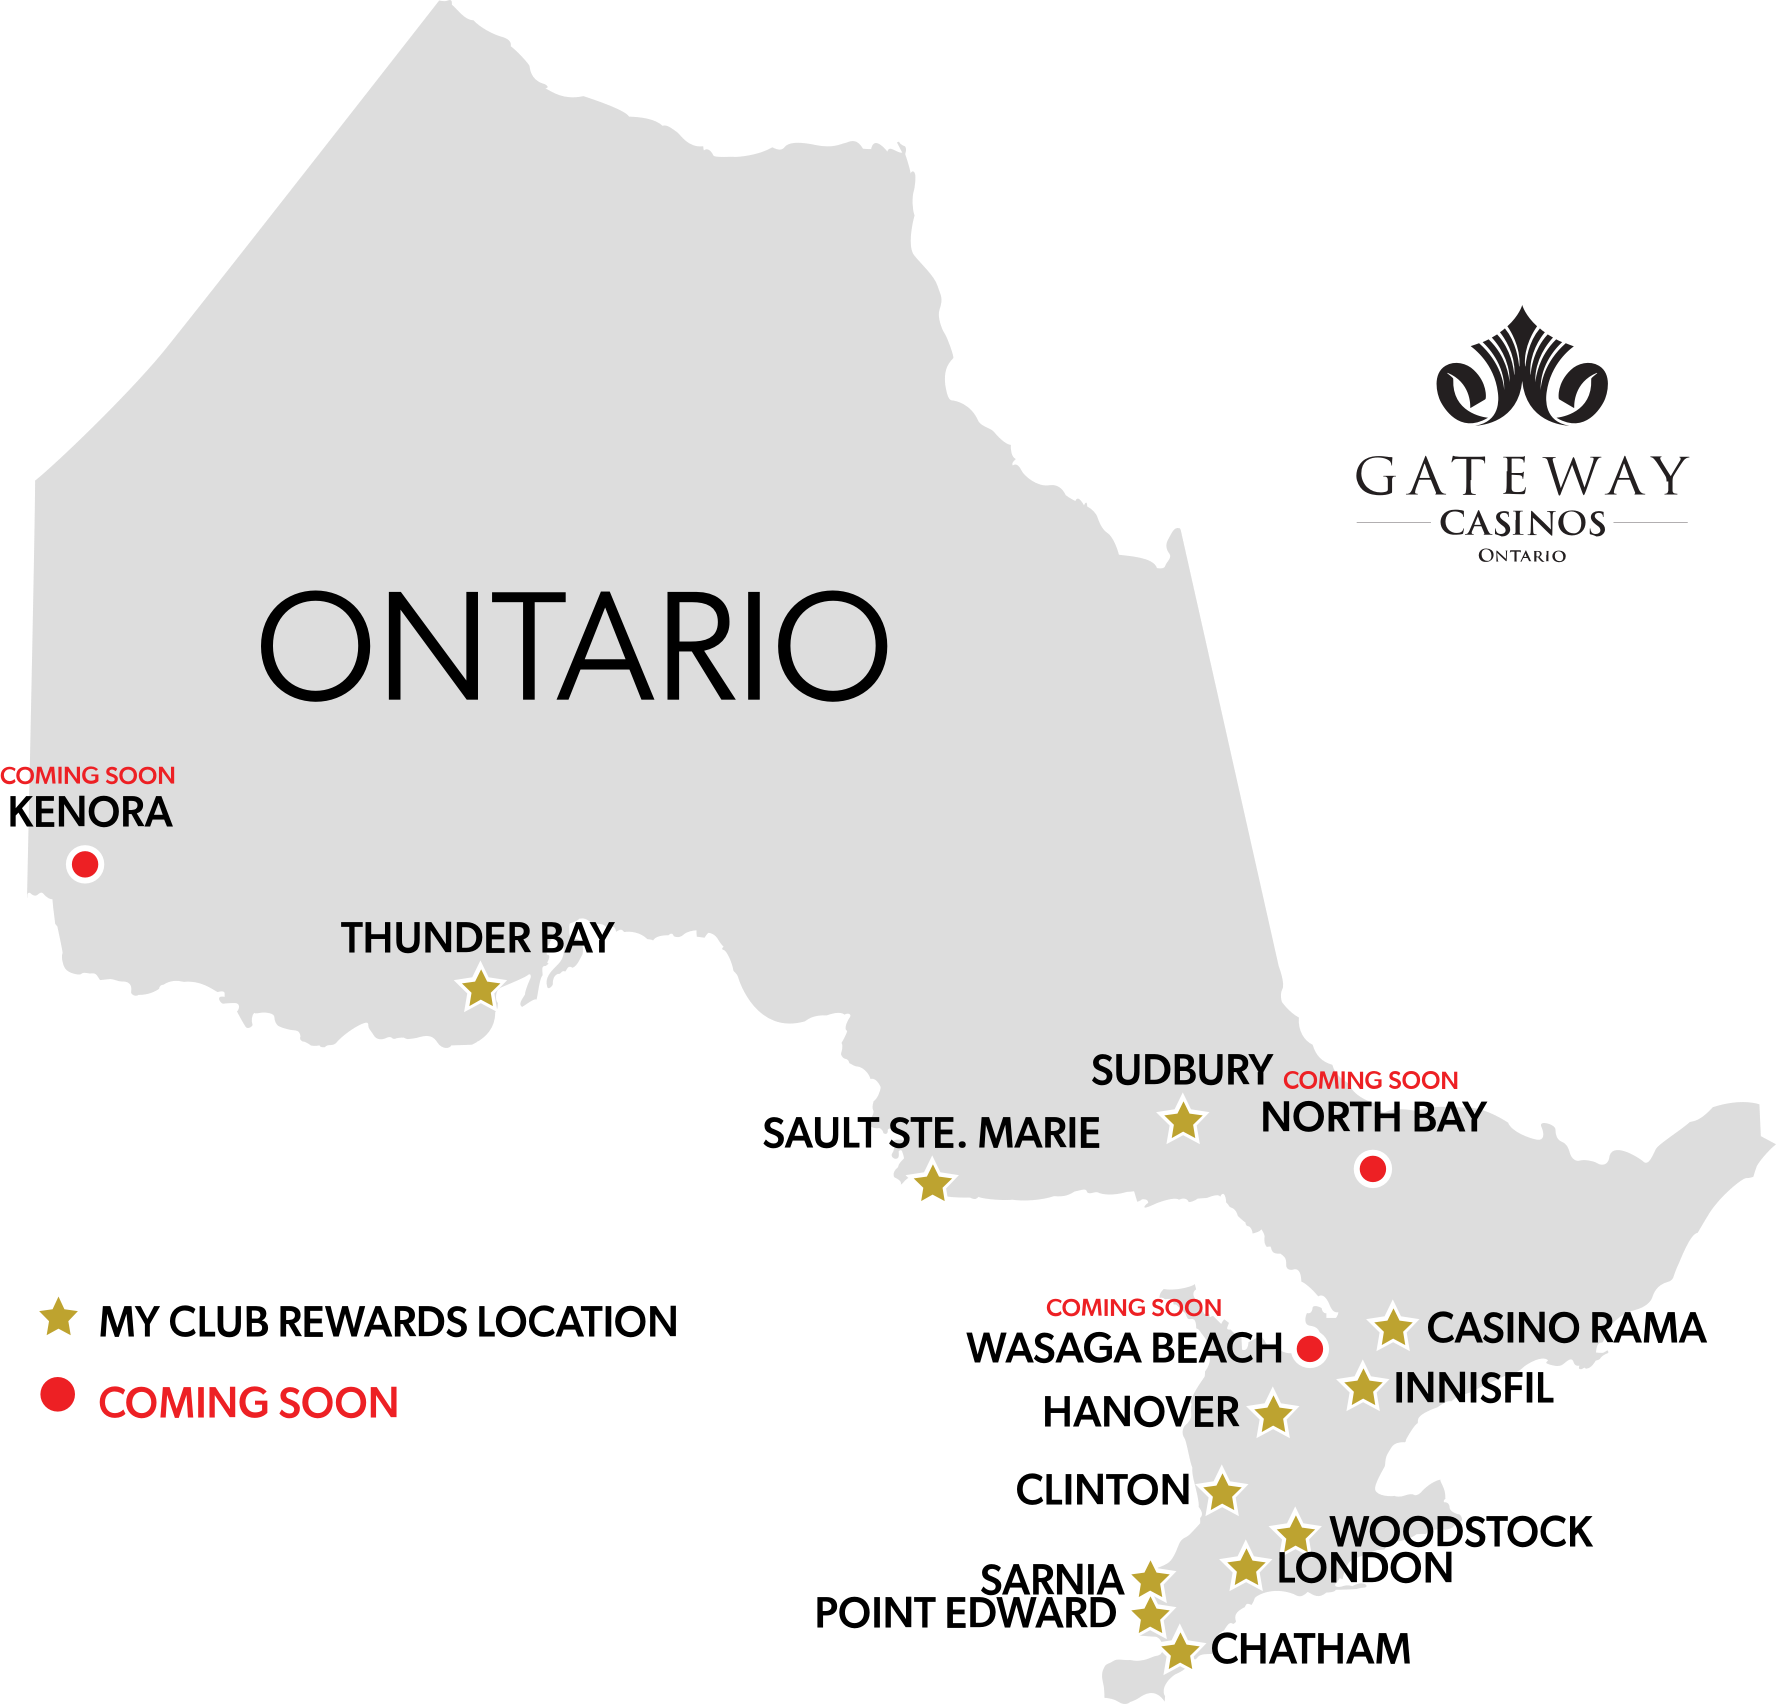 GATEWAY
CASINOS
ONTARIO
ONTARIO
COMING SOON
KENORA
THUNDER BAY
SUDBURY
COMING SOON
NORTH BAY
SAULT STE. MARIE
MY CLUB REWARDS LOCATION
COMING SOON
COMING SOON
WASAGA BEACH
CASINO RAMA
INNISFIL
HANOVER
CLINTON
WOODSTOCK
LONDON
SARNIA
POINT EDWARD
CHATHAM